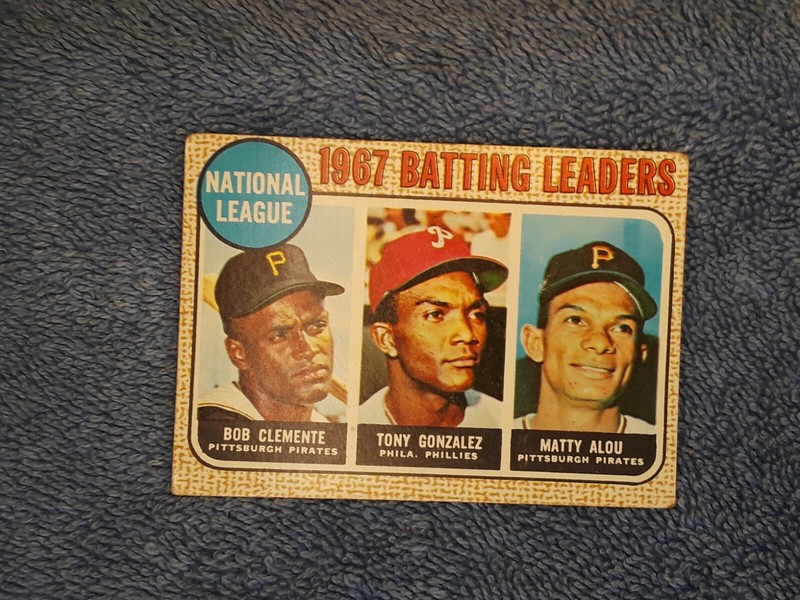 NATIONAL
LEAGUE
1967 BATTING LEADERS
P
P
P
BOB CLEMENTE
PITTSBURGH PIRATES
TONY GONZALEZ
PHILA. PHILLIES
MATTY ALOU
PITTSBURGH PIRATES